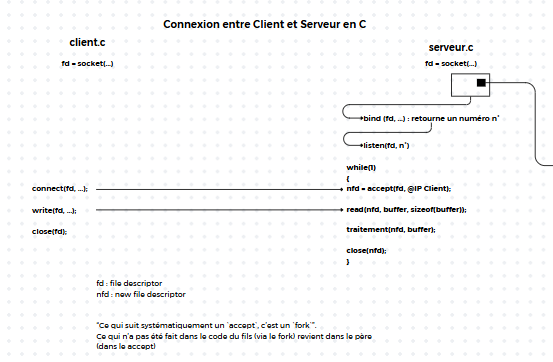 Connexion entre Client et Serveur en C
client.c
serveur.c
fd = socket(...)
fd = socket(...)
bind (fd, ...) : retourne un numéro n°
listen(fd, n°)
while(1)
{
connect(fd, ...);
nfd = accept(fd, @IP Client);
write(fd, ...);
read(nfd, buffer, sizeof(buffer));
close(fd);
traitement(nfd, buffer);
close(nfd);
}
fd : file descriptor
nfd : new file descriptor
"Ce qui suit systématiquement un `accept`, c'est un `fork`".
Ce qui n'a pas été fait dans le code du fils (via le fork) revient dans le père
(dans le accept)